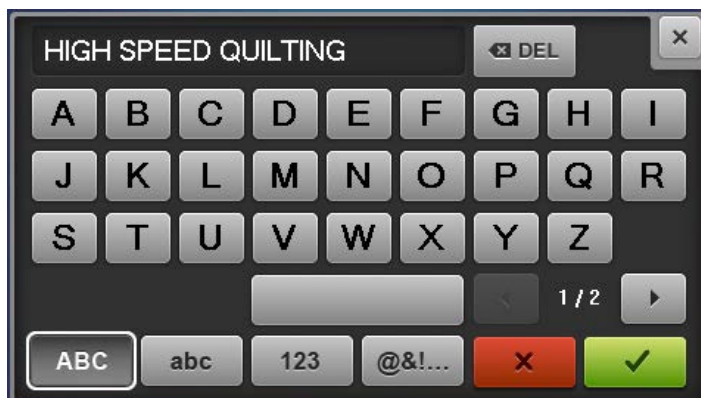 HIGH SPEED QUILTING DEL
A B C D E F G H I
J K L M N O P Q R
S T U V W X Y Z
1 / 2
ABC abc 123 @&!...